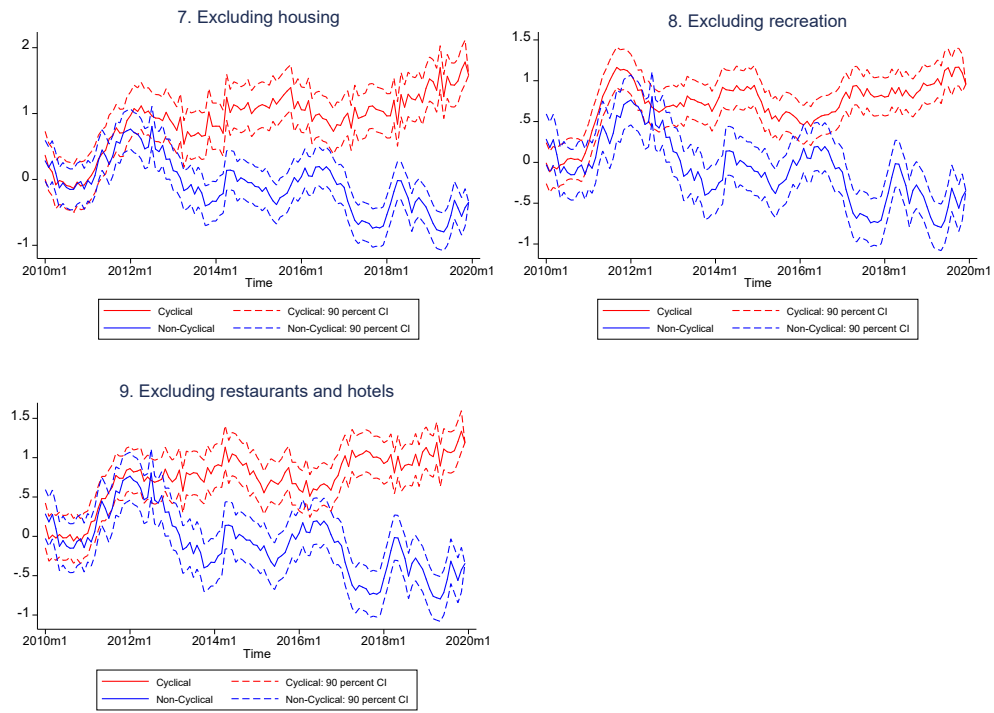 7. Excluding housing
2
1
0
-1
2010m1 2012m1 2014m1 2016m1 2018m1 2020m1
Time
Cyclical Cyclical: 90 percent CI
Non-Cyclical Non-Cyclical: 90 percent CI
8. Excluding recreation
1.5
1
.5
0
-.5
-1
2010m1 2012m1 2014m1 2016m1 2018m1 2020m1
Time
Cyclical Cyclical: 90 percent CI
Non-Cyclical Non-Cyclical: 90 percent CI
9. Excluding restaurants and hotels
1.5
1
.5
0
-.5
-1
2010m1 2012m1 2014m1 2016m1 2018m1 2020m1
Time
Cyclical Cyclical: 90 percent CI
Non-Cyclical Non-Cyclical: 90 percent CI